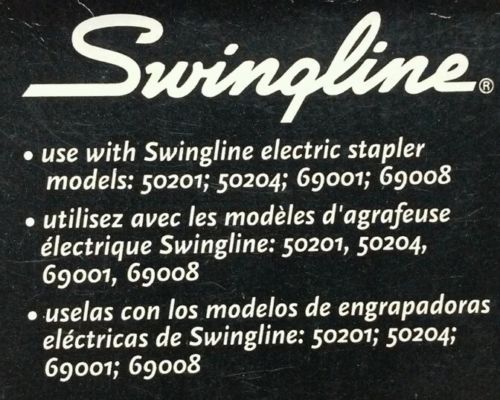 Swingline®
• use with Swingline electric stapler
models: 50201; 50204; 69001; 69008
• utilisez avec les modèles d'agrafeuse
électrique Swingline: 50201, 50204,
69001, 69008
• uselas con los modelos de engrapadoras
eléctricas de Swingline: 50201; 50204;
69001; 69008